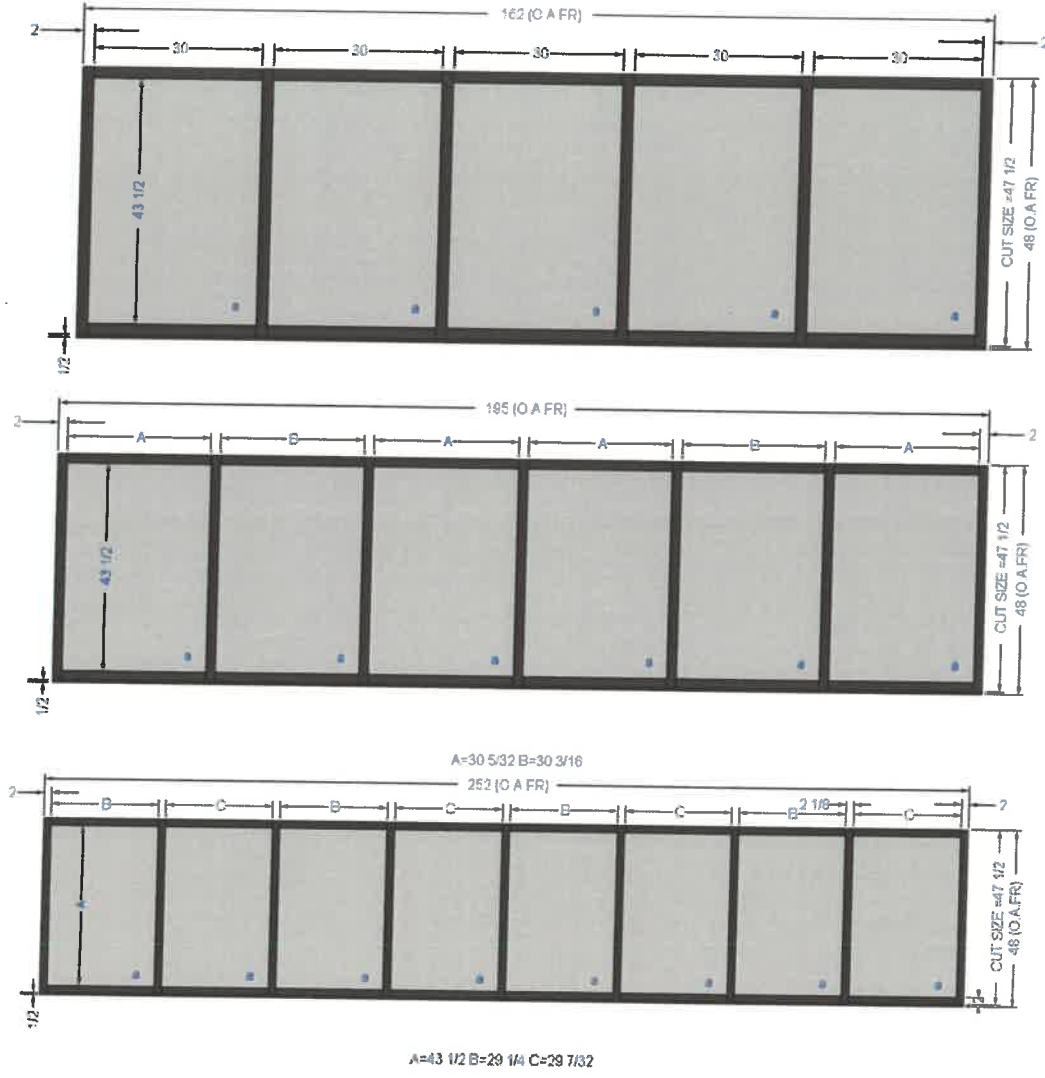 162 (O.A FR)
2 2
30 30 30 30 30
43 1/2
CUT SIZE =47 1/2
48 (O.A FR)
a a a a a
1/2
195 (O.A FR)
2 2
A B A A B A
43 1/2
CUT SIZE =47 1/2
48 (O.A.FR)
a a a a a a
1/2
A=30 5/32 B=30 3/16
252 (O.A FR)
2 2
B C B C B C B 2 1/8 C
A
CUT SIZE =47 1/2
48 (O.A.FR)
a a a a a a a a
1/2
2
A=43 1/2 B=29 1/4 C=29 7/32